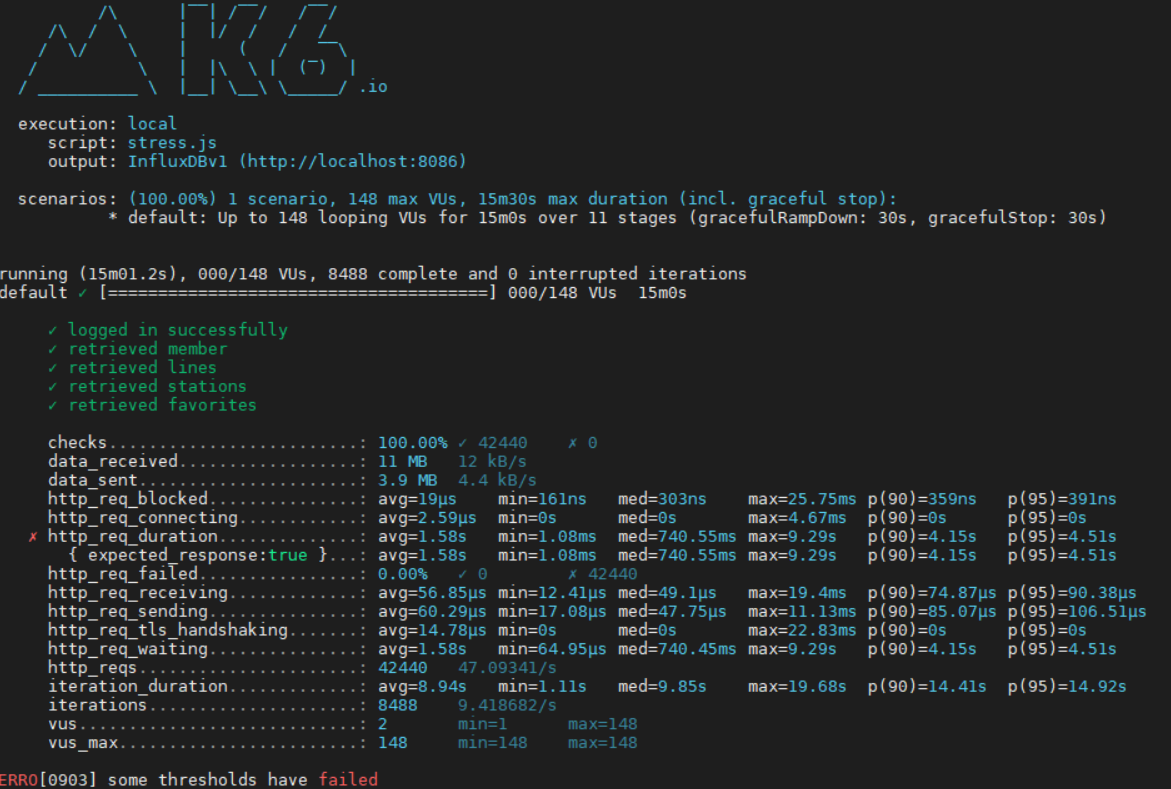 /\      |‾‾| /‾‾/   /‾‾/
/\  /  \     |  |/  /   /  /
/  \/    \    |     (   /   ‾‾\
/          \   |  |\  \ |  (‾)  |
/ __________ \  |__| \__\ \_____/ .io
execution: local
script: stress.js
output: InfluxDBv1 (http://localhost:8086)
scenarios: (100.00%) 1 scenario, 148 max VUs, 15m30s max duration (incl. graceful stop):
* default: Up to 148 looping VUs for 15m0s over 11 stages (gracefulRampDown: 30s, gracefulStop: 30s)
running (15m01.2s), 000/148 VUs, 8488 complete and 0 interrupted iterations
default ✓ [======================================] 000/148 VUs  15m0s
✓ logged in successfully
✓ retrieved member
✓ retrieved lines
✓ retrieved stations
✓ retrieved favorites
checks.........................: 100.00% ✓ 42440    ✗ 0
data_received..................: 11 MB   12 kB/s
data_sent......................: 3.9 MB  4.4 kB/s
http_req_blocked...............: avg=19µs    min=161ns   med=303ns    max=25.75ms p(90)=359ns   p(95)=391ns
http_req_connecting............: avg=2.59µs  min=0s      med=0s       max=4.67ms  p(90)=0s      p(95)=0s
✗ http_req_duration..............: avg=1.58s   min=1.08ms  med=740.55ms max=9.29s   p(90)=4.15s   p(95)=4.51s
{ expected_response:true }...: avg=1.58s   min=1.08ms  med=740.55ms max=9.29s   p(90)=4.15s   p(95)=4.51s
http_req_failed................: 0.00%   ✓ 0        ✗ 42440
http_req_receiving.............: avg=56.85µs min=12.41µs med=49.1µs   max=19.4ms  p(90)=74.87µs p(95)=90.38µs
http_req_sending...............: avg=60.29µs min=17.08µs med=47.75µs  max=11.13ms p(90)=85.07µs p(95)=106.51µs
http_req_tls_handshaking.......: avg=14.78µs min=0s      med=0s       max=22.83ms p(90)=0s      p(95)=0s
http_req_waiting...............: avg=1.58s   min=64.95µs med=740.45ms max=9.29s   p(90)=4.15s   p(95)=4.51s
http_reqs......................: 42440   47.09341/s
iteration_duration.............: avg=8.94s   min=1.11s   med=9.85s    max=19.68s  p(90)=14.41s  p(95)=14.92s
iterations.....................: 8488    9.418682/s
vus............................: 2       min=1      max=148
vus_max........................: 148     min=148    max=148
ERRO[0903] some thresholds have failed